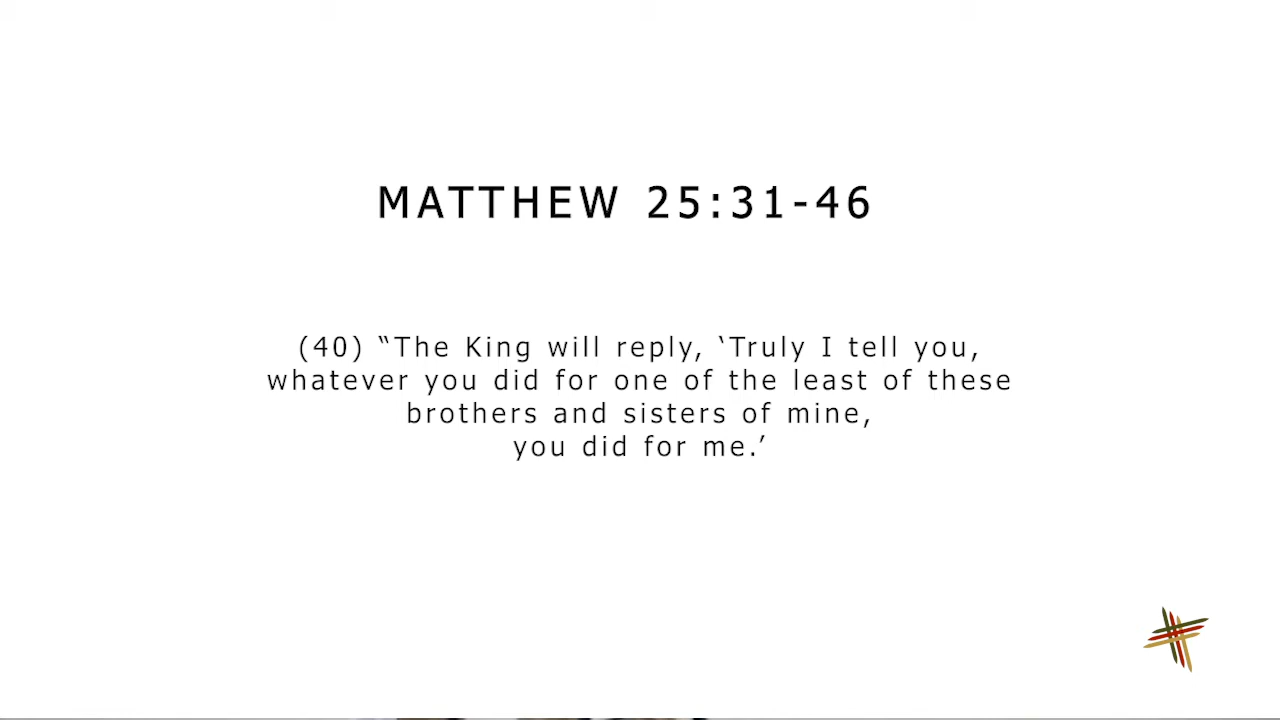 MATTHEW 25:31-46
(40) “The King will reply, ‘Truly I tell you,
whatever you did for one of the least of these
brothers and sisters of mine,
you did for me.’